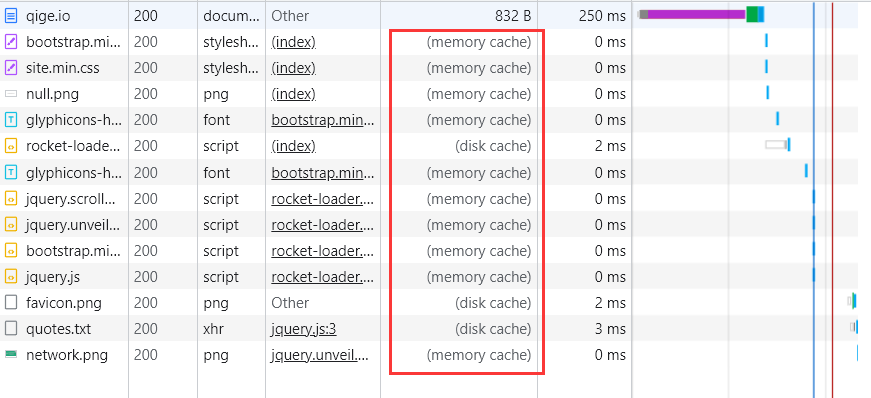 qige.io 200 docum... Other 832 B 250 ms
bootstrap.mi... 200 stylesh... (index) (memory cache) 0 ms
site.min.css 200 stylesh... (index) (memory cache) 0 ms
null.png 200 png (index) (memory cache) 0 ms
glyphicons-h... 200 font bootstrap.min... (memory cache) 0 ms
rocket-loade... 200 script (index) (disk cache) 2 ms
glyphicons-h... 200 font bootstrap.min... (memory cache) 0 ms
jquery.scroll... 200 script rocket-loader.... (memory cache) 0 ms
jquery.unveil... 200 script rocket-loader.... (memory cache) 0 ms
bootstrap.mi... 200 script rocket-loader.... (memory cache) 0 ms
jquery.js 200 script rocket-loader.... (memory cache) 0 ms
favicon.png 200 png Other (disk cache) 2 ms
quotes.txt 200 xhr jquery.js:3 (disk cache) 3 ms
network.png 200 png jquery.unveil.... (memory cache) 0 ms